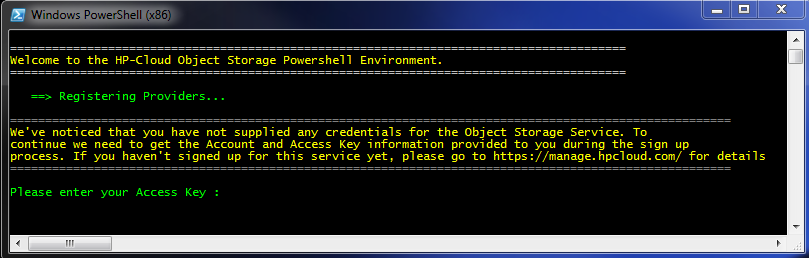 Windows PowerShell (x86)
=========================================================================================
Welcome to the HP-Cloud Object Storage Powershell Environment.
=========================================================================================
==> Registering Providers...
========================================================================================================
We've noticed that you have not supplied any credentials for the Object Storage Service. To
continue we need to get the Account and Access Key information provided to you during the sign up
process. If you haven't signed up for this service yet, please go to https://manage.hpcloud.com/ for details
========================================================================================================
Please enter your Access Key :